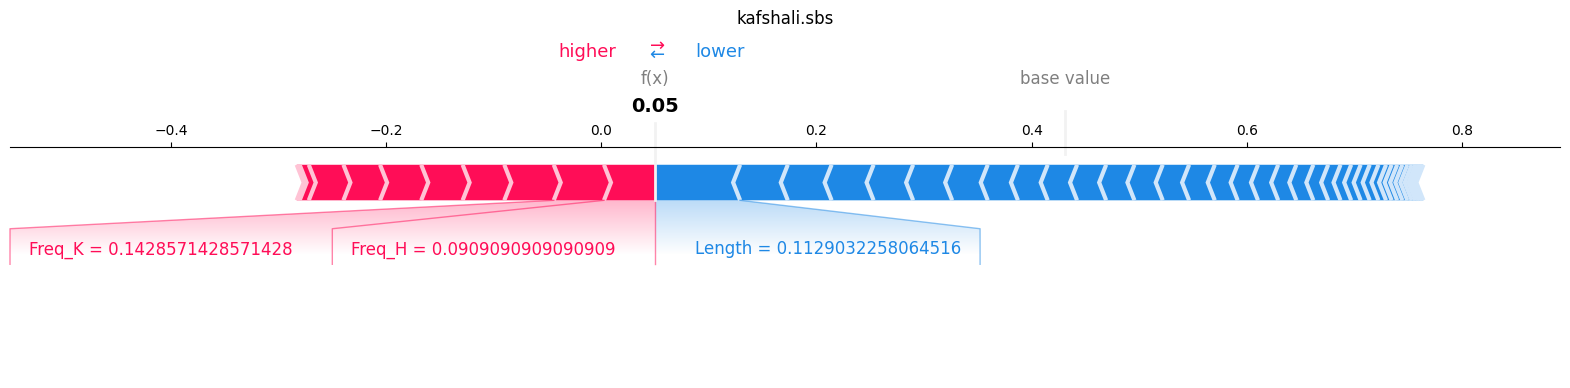 kafshali.sbs
higher → ← lower
f(x) base value
0.05
−0.4 −0.2 0.0 0.2 0.4 0.6 0.8
Freq_K = 0.1428571428571428 Freq_H = 0.0909090909090909 Length = 0.1129032258064516